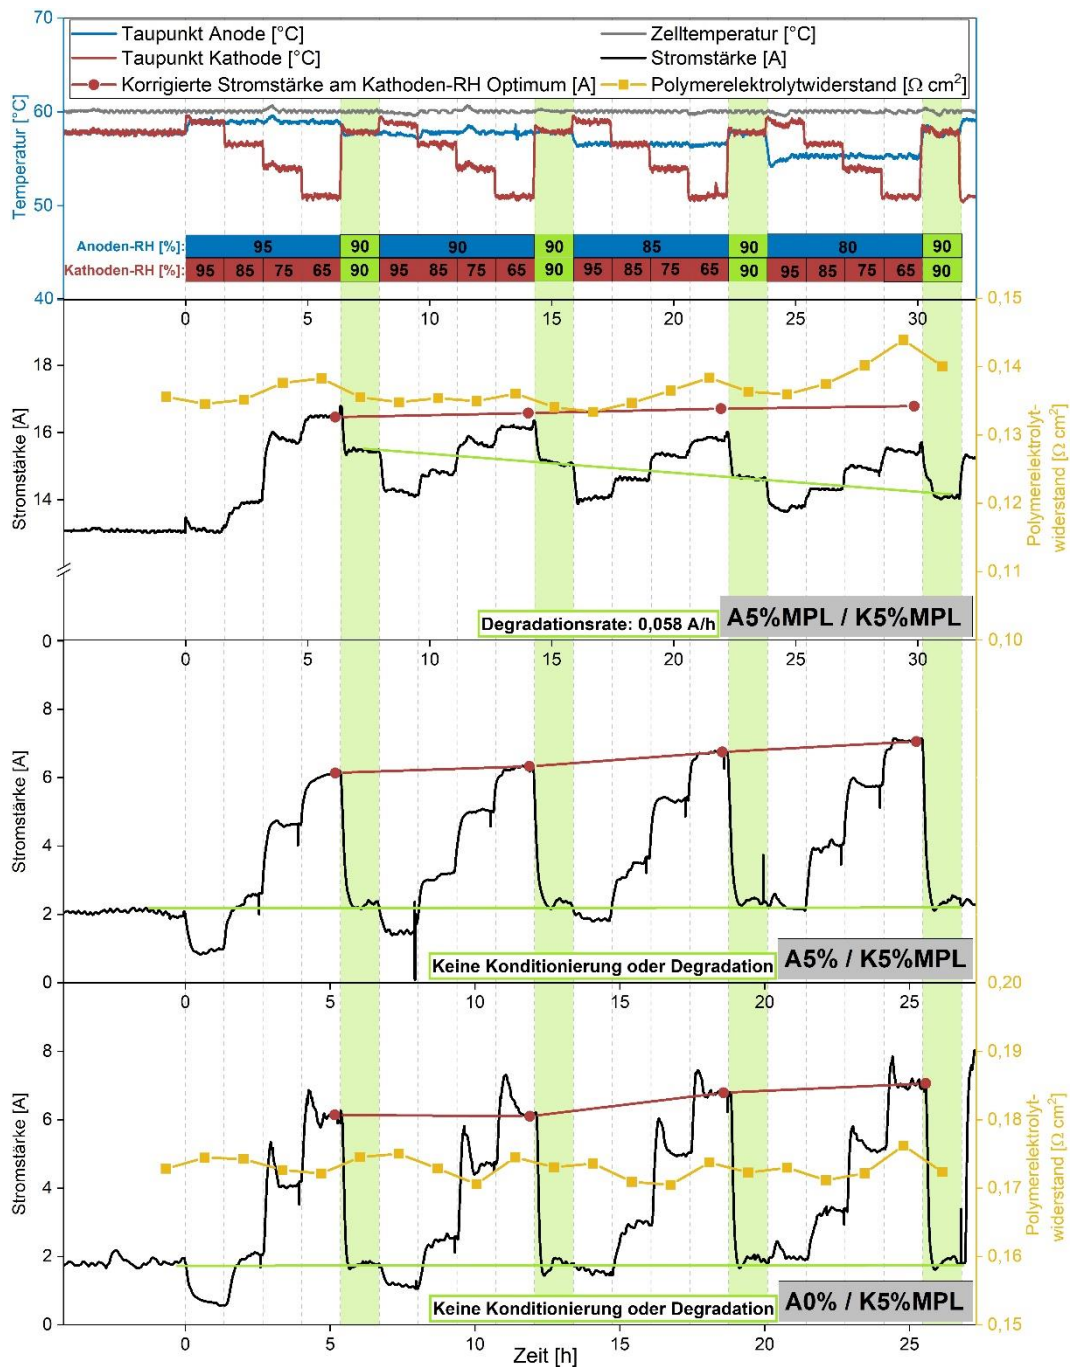 70
Taupunkt Anode [°C]
Zelltemperatur [°C]
Taupunkt Kathode [°C]
Stromstärke [A]
Korrigierte Stromstärke am Kathoden-RH Optimum [A]
Polymerelektrolytwiderstand [Ω cm²]
60
50
40
Temperatur [°C]
Anoden-RH [%]: 95 90 90 90 85 90 80 90
Kathoden-RH [%]: 95 85 75 65 90 95 85 75 65 90 95 85 75 65 90 95 85 75 65 90
0 5 10 15 20 25 30
0,15
0,14
0,13
0,12
0,11
0,10
Polymerelektrolyt-
widerstand [Ω cm²]
18
16
14
0
Stromstärke [A]
Degradationsrate: 0,058 A/h
A5%MPL / K5%MPL
0 5 10 15 20 25 30
8
6
4
2
0
Stromstärke [A]
Keine Konditionierung oder Degradation
A5% / K5%MPL
0 5 10 15 20 25
0,20
0,19
0,18
0,17
0,16
0,15
Polymerelektrolyt-
widerstand [Ω cm²]
8
6
4
2
0
Stromstärke [A]
Keine Konditionierung oder Degradation
A0% / K5%MPL
0 5 10 15 20 25
Zeit [h]